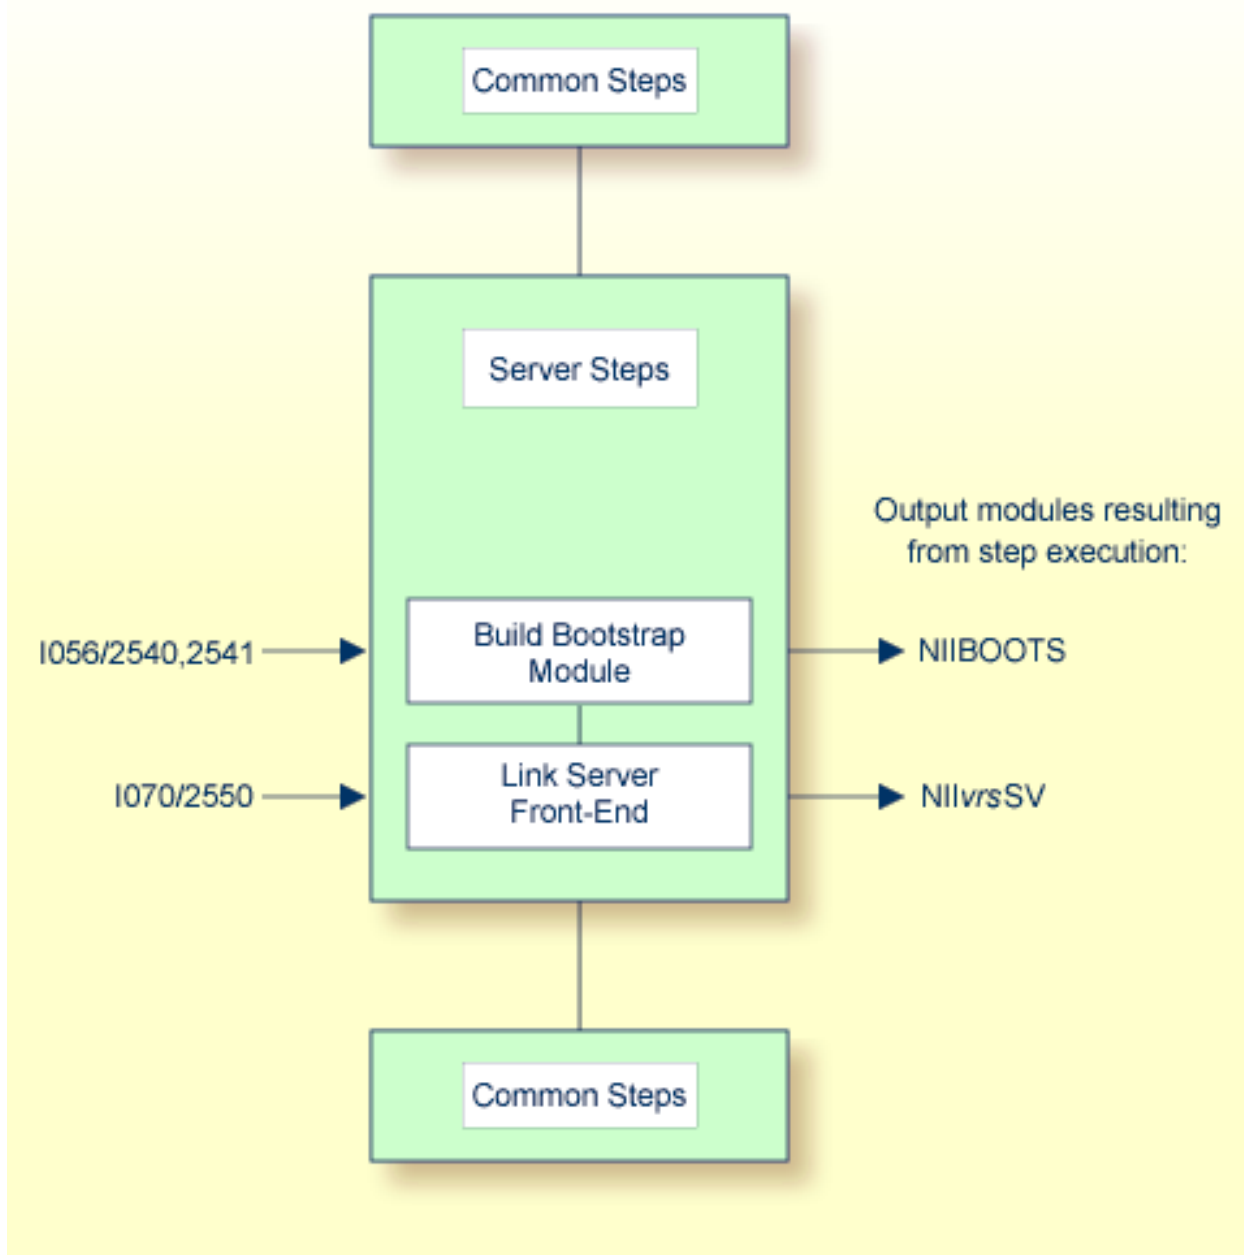 Common Steps
Server Steps
Output modules resulting
from step execution:
I056/2540,2541
Build Bootstrap
Module
NIIBOOTS
I070/2550
Link Server
Front-End
NIIvrsSV
Common Steps